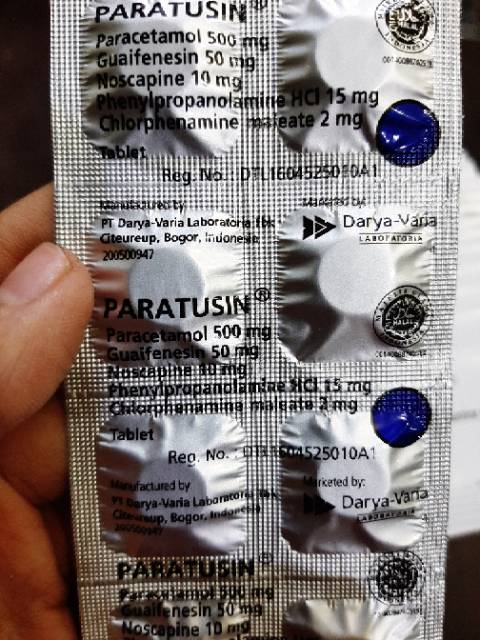 PARATUSIN®
Paracetamol 500 mg
Guaifenesin 50 mg
Noscapine 10 mg
Phenylpropanolamine HCl 15 mg
Chlorphenamine maleate 2 mg
Tablet
Reg. No. : DTL1604525010A1
Manufactured by
PT Darya-Varia Laboratoria Tbk
Citeureup, Bogor, Indonesia
200500947
Marketed by:
Darya-Varia
LABORATORIA
PARATUSIN®
Paracetamol 500 mg
Guaifenesin 50 mg
Noscapine 10 mg
Phenylpropanolamine HCl 15 mg
Chlorphenamine maleate 2 mg
Tablet
Reg. No. : DTL1604525010A1
Manufactured by
PT Darya-Varia Laboratoria Tbk
Citeureup, Bogor, Indonesia
200500947
Marketed by:
Darya-Varia
LABORATORIA
PARATUSIN®
Paracetamol 500 mg
Guaifenesin 50 mg
Noscapine 10 mg